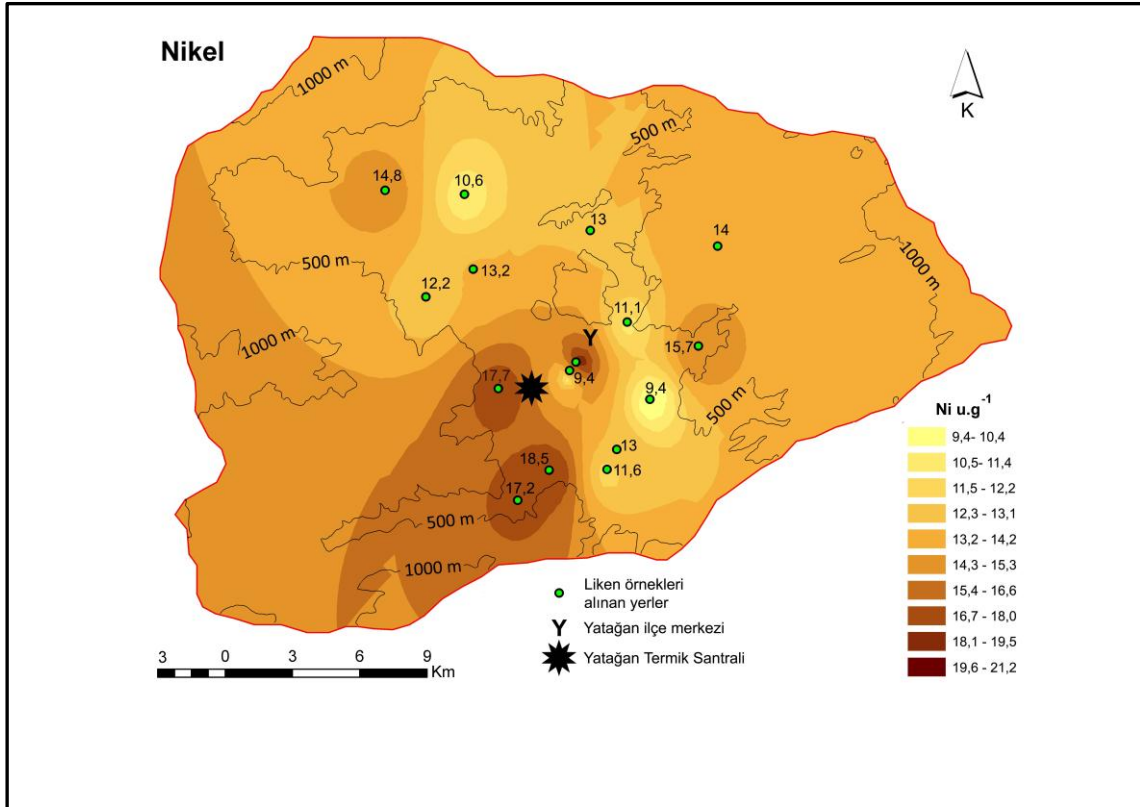 Nikel
K
1000 m
500 m
14,8
10,6
13
14
500 m
1000 m
13,2
12,2
11,1
1000 m
Y
15,7
9,4
17,7
9,4
500 m
13
18,5
11,6
17,2
500 m
1000 m
Ni u.g-1
9,4- 10,4
10,5- 11,4
11,5 - 12,2
12,3 - 13,1
13,2 - 14,2
14,3 - 15,3
15,4 - 16,6
16,7 - 18,0
18,1 - 19,5
19,6 - 21,2
Liken örnekleri
alınan yerler
Y Yatağan ilçe merkezi
Yatağan Termik Santrali
3 0 3 6 9
Km